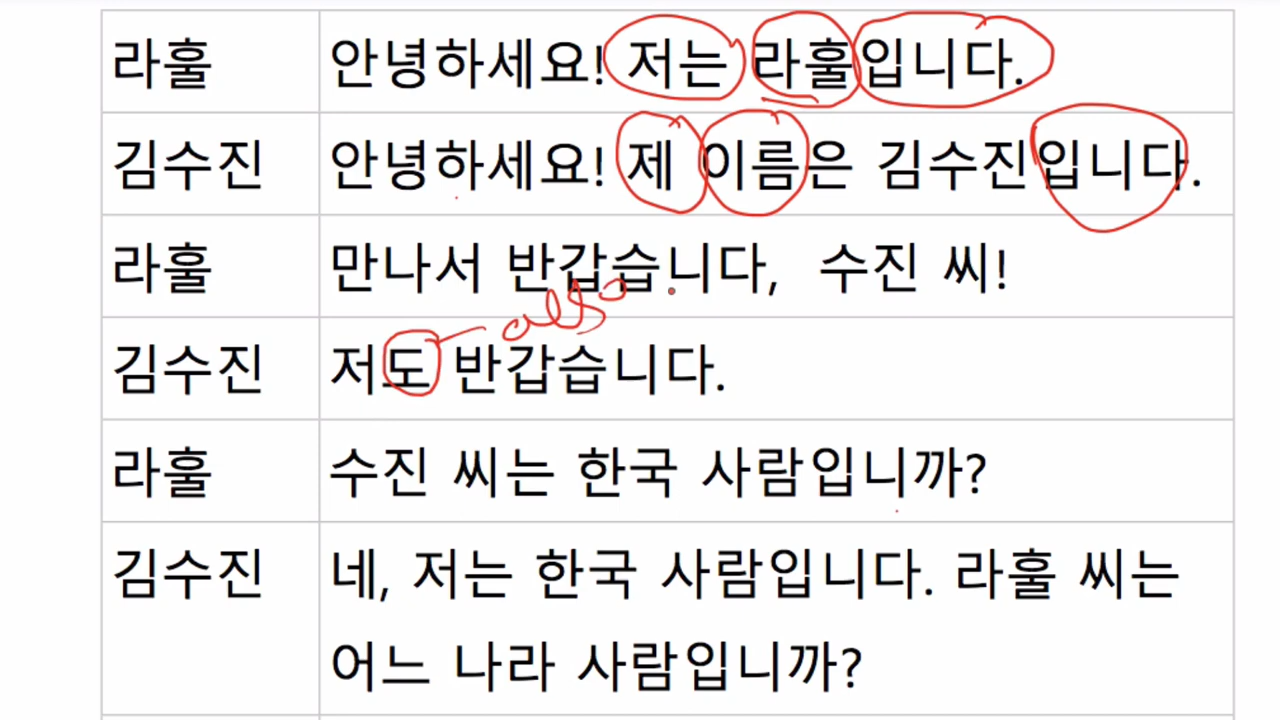 라훌 안녕하세요! 저는 라훌입니다.
김수진 안녕하세요! 제 이름은 김수진입니다.
라훌 만나서 반갑습니다, 수진 씨!
also
김수진 저도 반갑습니다.
라훌 수진 씨는 한국 사람입니까?
김수진 네, 저는 한국 사람입니다. 라훌 씨는
어느 나라 사람입니까?